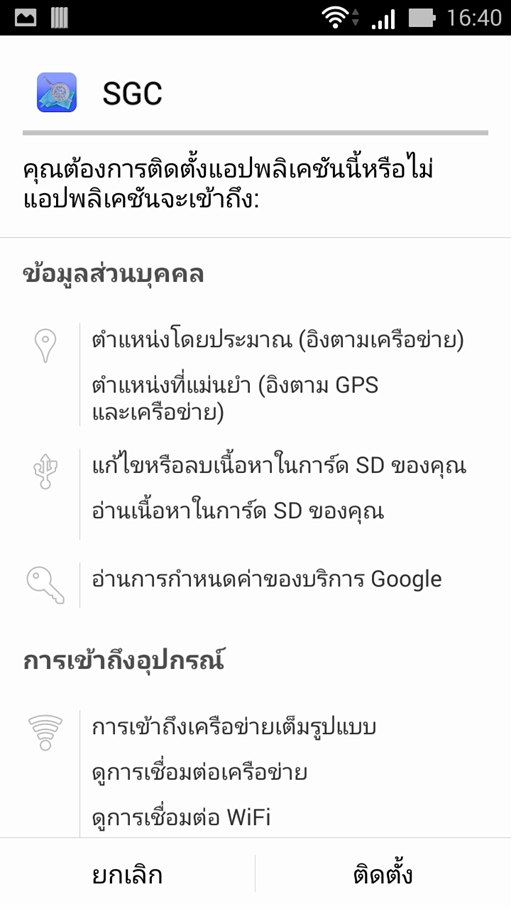 16:40
SGC
คุณต้องการติดตั้งแอปพลิเคชันนี้หรือไม่
แอปพลิเคชันจะเข้าถึง:
ข้อมูลส่วนบุคคล
ตำแหน่งโดยประมาณ (อิงตามเครือข่าย)
ตำแหน่งที่แม่นยำ (อิงตาม GPS
และเครือข่าย)
แก้ไขหรือลบเนื้อหาในการ์ด SD ของคุณ
อ่านเนื้อหาในการ์ด SD ของคุณ
อ่านการกำหนดค่าของบริการ Google
การเข้าถึงอุปกรณ์
การเข้าถึงเครือข่ายเต็มรูปแบบ
ดูการเชื่อมต่อเครือข่าย
ดูการเชื่อมต่อ WiFi
ยกเลิก
ติดตั้ง